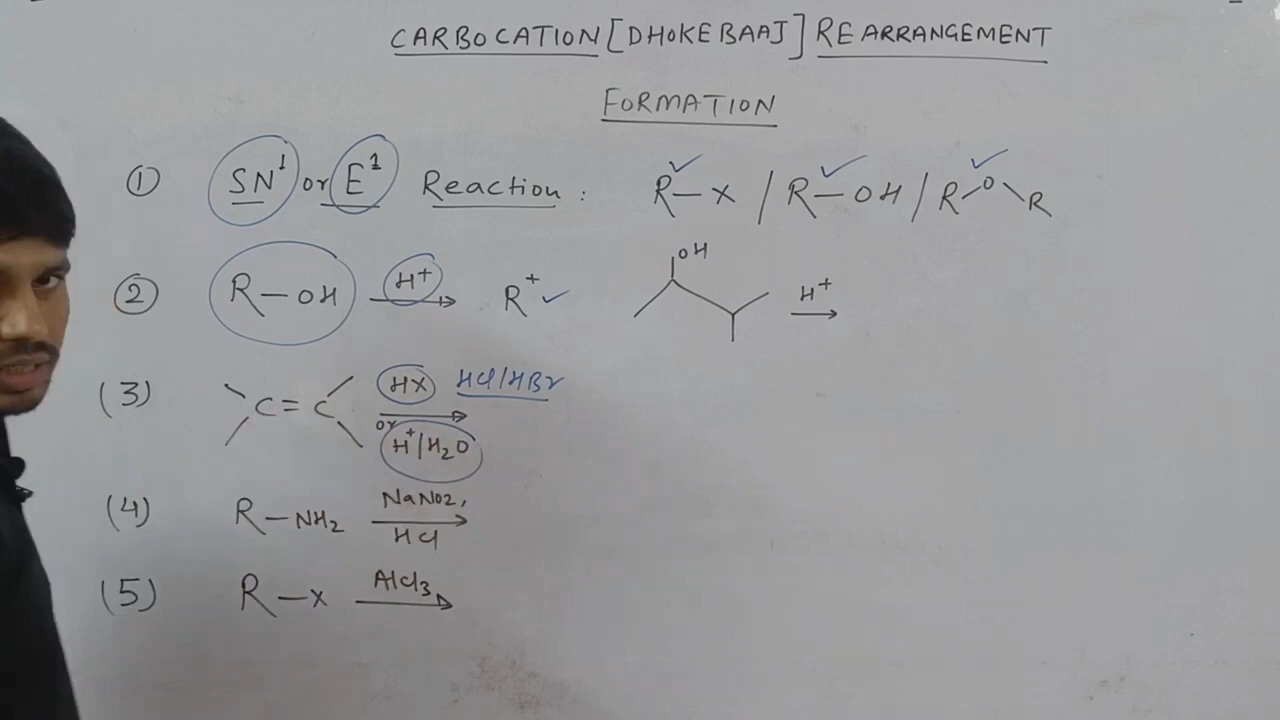 CARBOCATION [DHOKEBAAJ] REARRANGEMENT
FORMATION
① SN¹ or E¹ Reaction : R–X / R–OH / R–O–R
② R–OH H⁺ R⁺ ✓ OH H⁺
(3) C=C HX HCl/HBr
or
H⁺/H₂O
(4) R–NH₂ NaNO₂,
HCl
(5) R–X AlCl₃